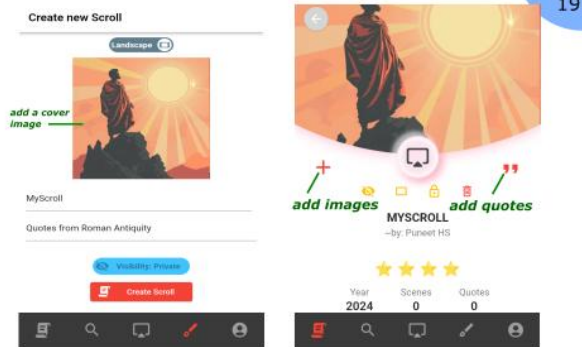 19
Create new Scroll
Landscape
add a cover
image
MyScroll
Quotes from Roman Antiquity
Visibility: Private
Create Scroll
add images
add quotes
MYSCROLL
~by: Puneet HS
Year
Scenes
Quotes
2024
0
0